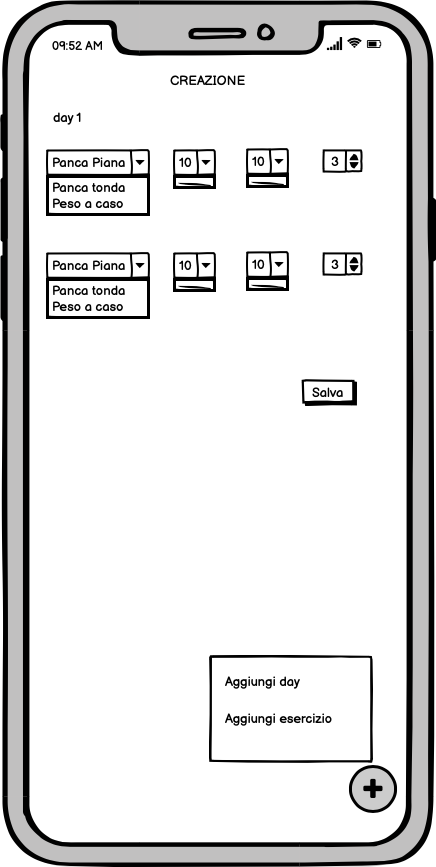 09:52 AM
CREAZIONE
day 1
Panca Piana 10 10 3
Panca tonda
Peso a caso
Panca Piana 10 10 3
Panca tonda
Peso a caso
Salva
Aggiungi day
Aggiungi esercizio